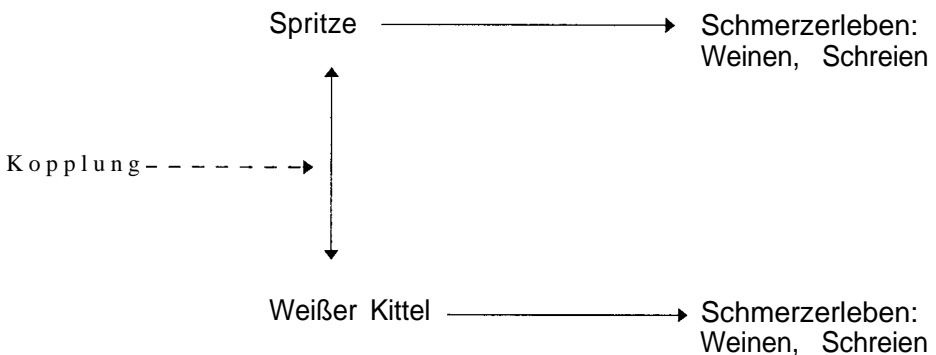 Spritze
Schmerzerleben:
Weinen, Schreien
Kopplung
Weißer Kittel
Schmerzerleben:
Weinen, Schreien